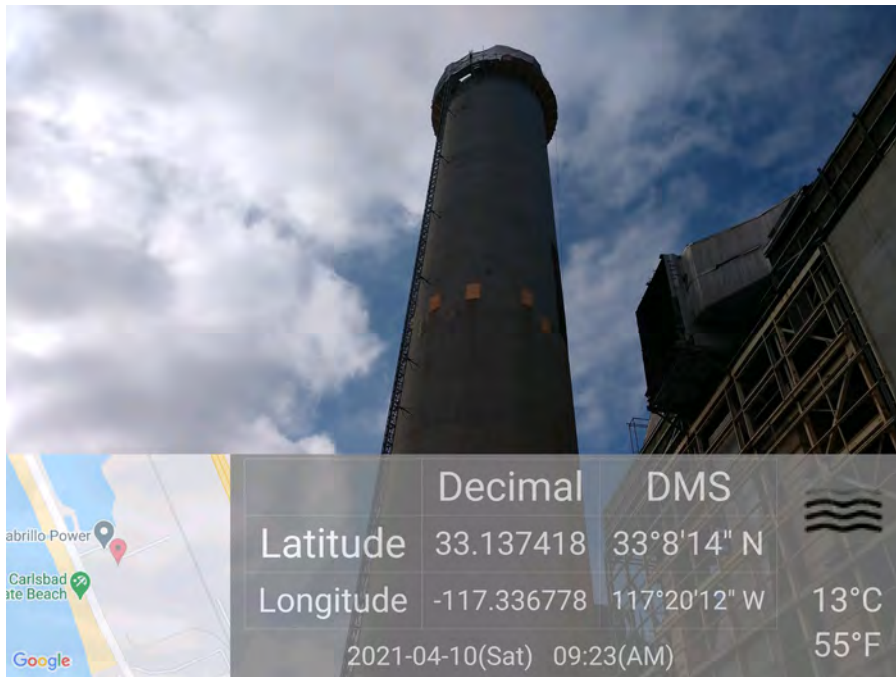 Decimal DMS
Latitude 33.137418 33°8'14" N
Longitude -117.336778 117°20'12" W
2021-04-10(Sat) 09:23(AM)
13°C
55°F
abrillo Power
Carlsbad
ate Beach
Google